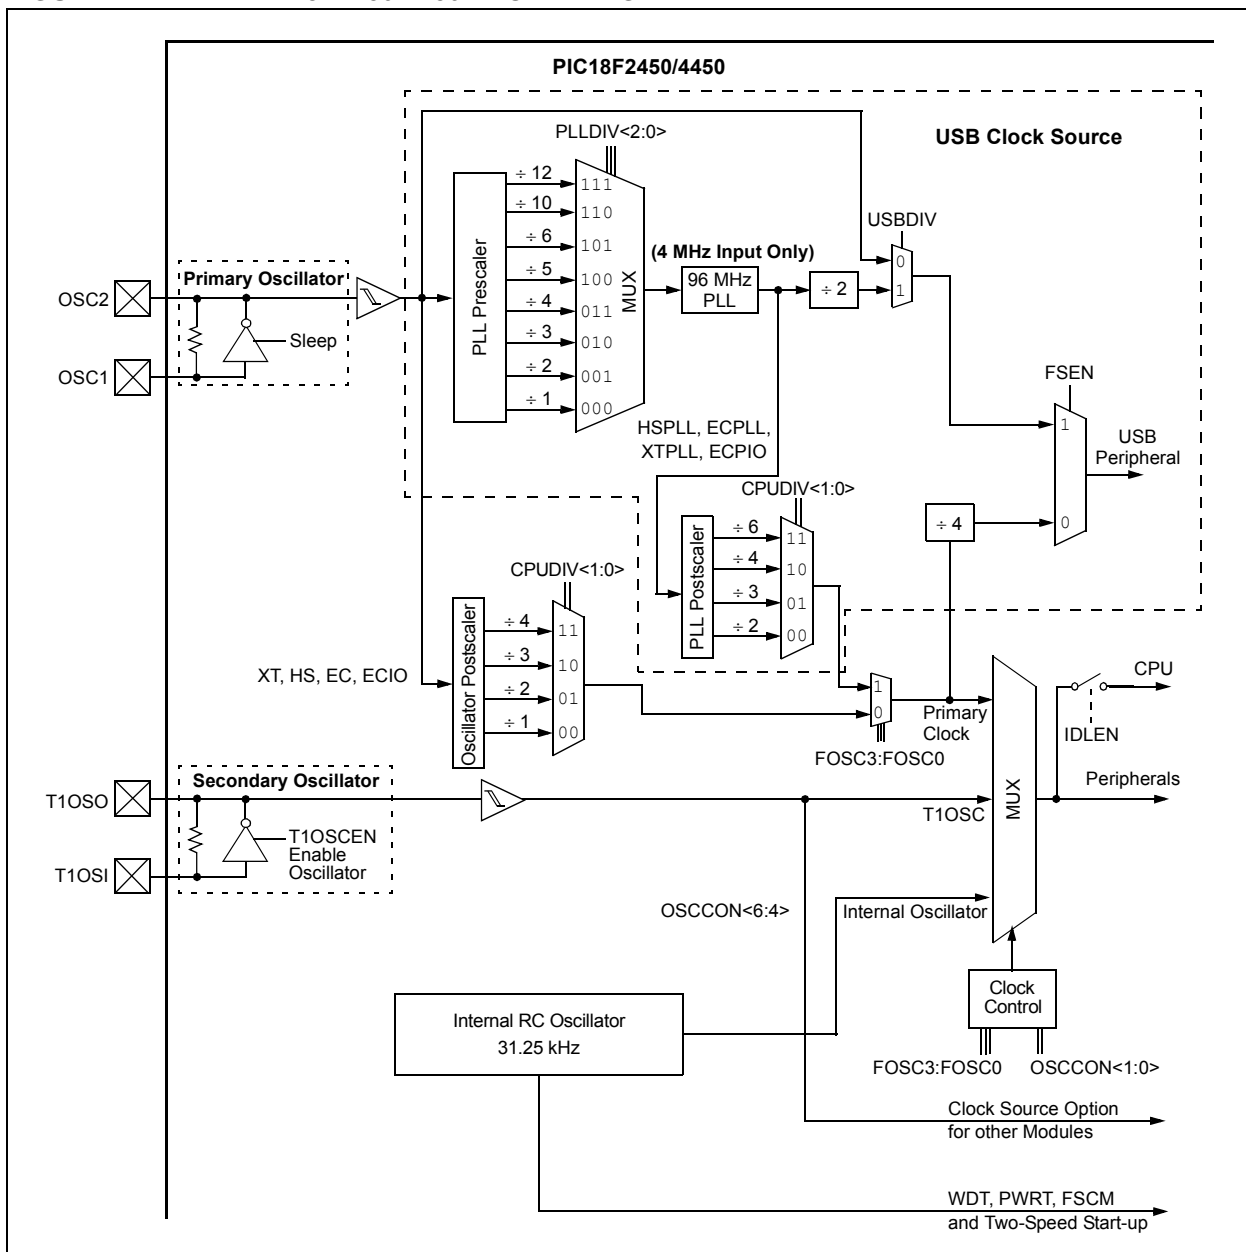 PIC18F2450/4450
USB Clock Source
PLLDIV<2:0>
÷ 12
÷ 10
÷ 6
÷ 5
÷ 4
÷ 3
÷ 2
÷ 1
111
110
101
100
011
010
001
000
PLL Prescaler
MUX
(4 MHz Input Only)
96 MHz
PLL
÷ 2
USBDIV
0
1
Primary Oscillator
OSC2
OSC1
Sleep
HSPLL, ECPLL,
XTPLL, ECPIO
FSEN
1
0
USB
Peripheral
÷ 4
CPUDIV<1:0>
PLL Postscaler
÷ 6
÷ 4
÷ 3
÷ 2
11
10
01
00
CPUDIV<1:0>
Oscillator Postscaler
÷ 4
÷ 3
÷ 2
÷ 1
11
10
01
00
XT, HS, EC, ECIO
1
0
FOSC3:FOSC0
Primary
Clock
MUX
CPU
IDLEN
Peripherals
Secondary Oscillator
T1OSO
T1OSI
T1OSCEN
Enable
Oscillator
T1OSC
OSCCON<6:4>
Internal Oscillator
Clock
Control
FOSC3:FOSC0
OSCCON<1:0>
Internal RC Oscillator
31.25 kHz
Clock Source Option
for other Modules
WDT, PWRT, FSCM
and Two-Speed Start-up